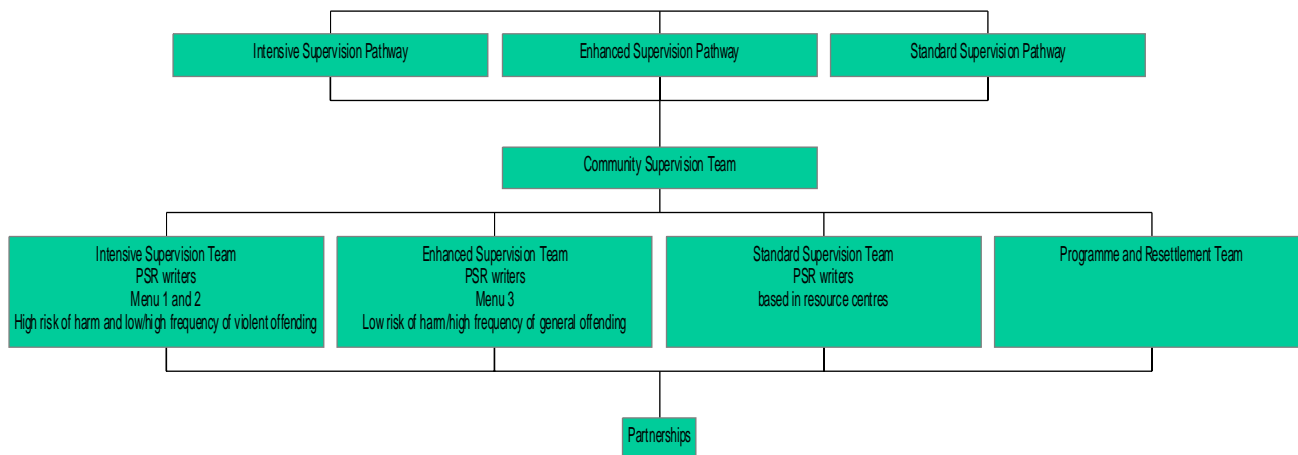 Intensive Supervision Pathway
Enhanced Supervision Pathway
Standard Supervision Pathway
Community Supervision Team
Intensive Supervision Team
PSR writers
Menu 1 and 2
High risk of harm and low/high frequency of violent offending
Enhanced Supervision Team
PSR writers
Menu 3
Low risk of harm/high frequency of general offending
Standard Supervision Team
PSR writers
based in resource centres
Programme and Resettlement Team
Partnerships